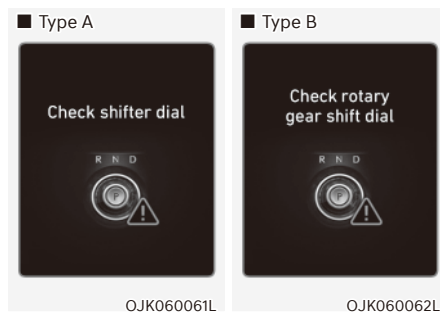 ■ Type A
Check shifter dial
R N D
P
OJK060061L
■ Type B
Check rotary
gear shift dial
R N D
P
OJK060062L